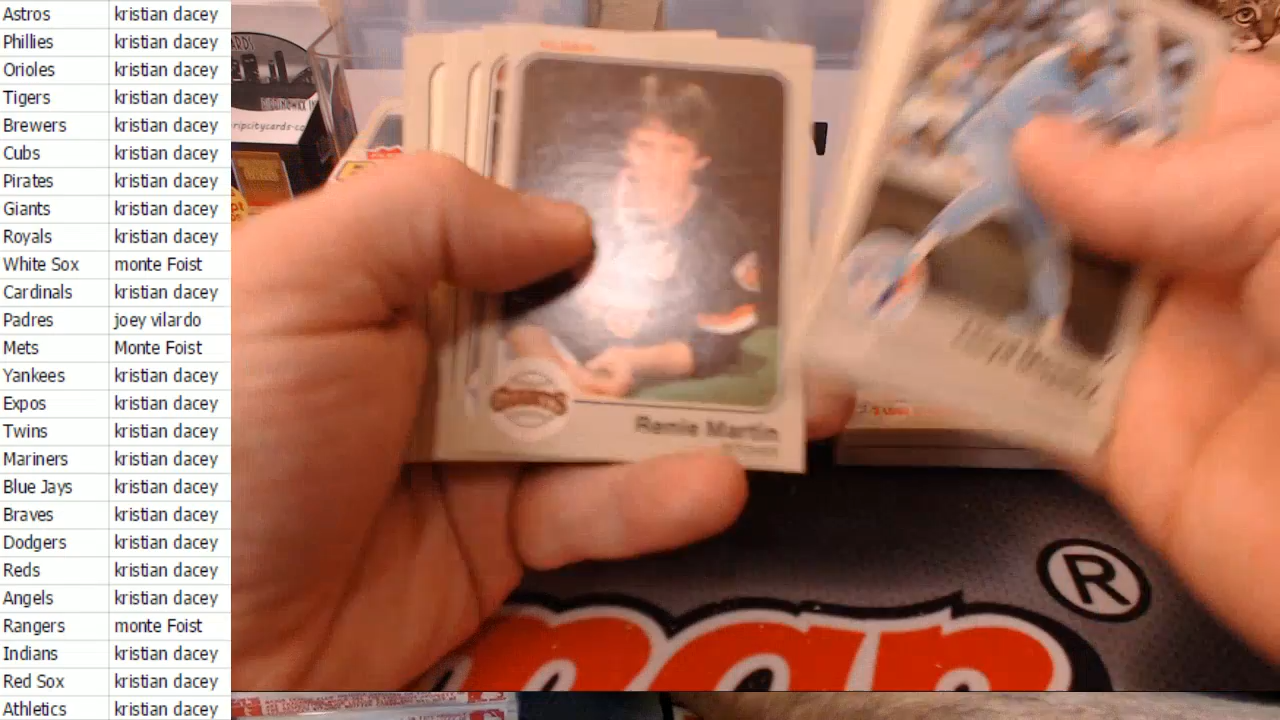 Astros kristian dacey
Phillies kristian dacey
Orioles kristian dacey
Tigers kristian dacey
Brewers kristian dacey
Cubs kristian dacey
Pirates kristian dacey
Giants kristian dacey
Royals kristian dacey
White Sox monte Foist
Cardinals kristian dacey
Padres joey vilardo
Mets Monte Foist
Yankees kristian dacey
Expos kristian dacey
Twins kristian dacey
Mariners kristian dacey
Blue Jays kristian dacey
Braves kristian dacey
Dodgers kristian dacey
Reds kristian dacey
Angels kristian dacey
Rangers monte Foist
Indians kristian dacey
Red Sox kristian dacey
Athletics kristian dacey
Renie Martin
®